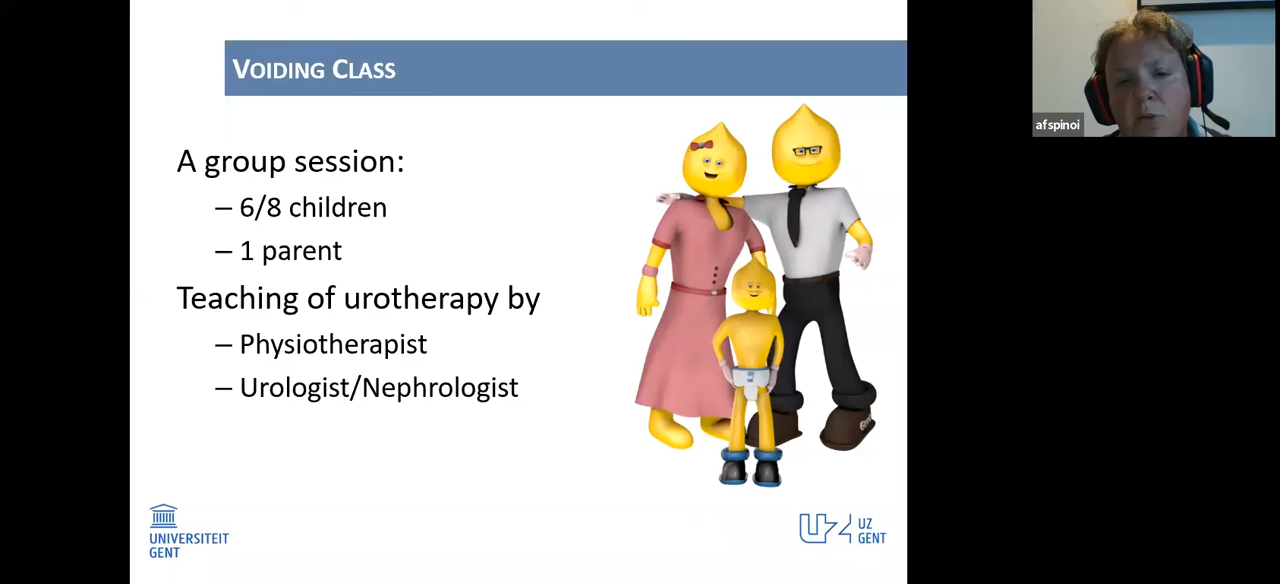 VOIDING CLASS
A group session:
– 6/8 children
– 1 parent
Teaching of urotherapy by
– Physiotherapist
– Urologist/Nephrologist
UNIVERSITEIT
GENT
UZ
GENT
afspinoi